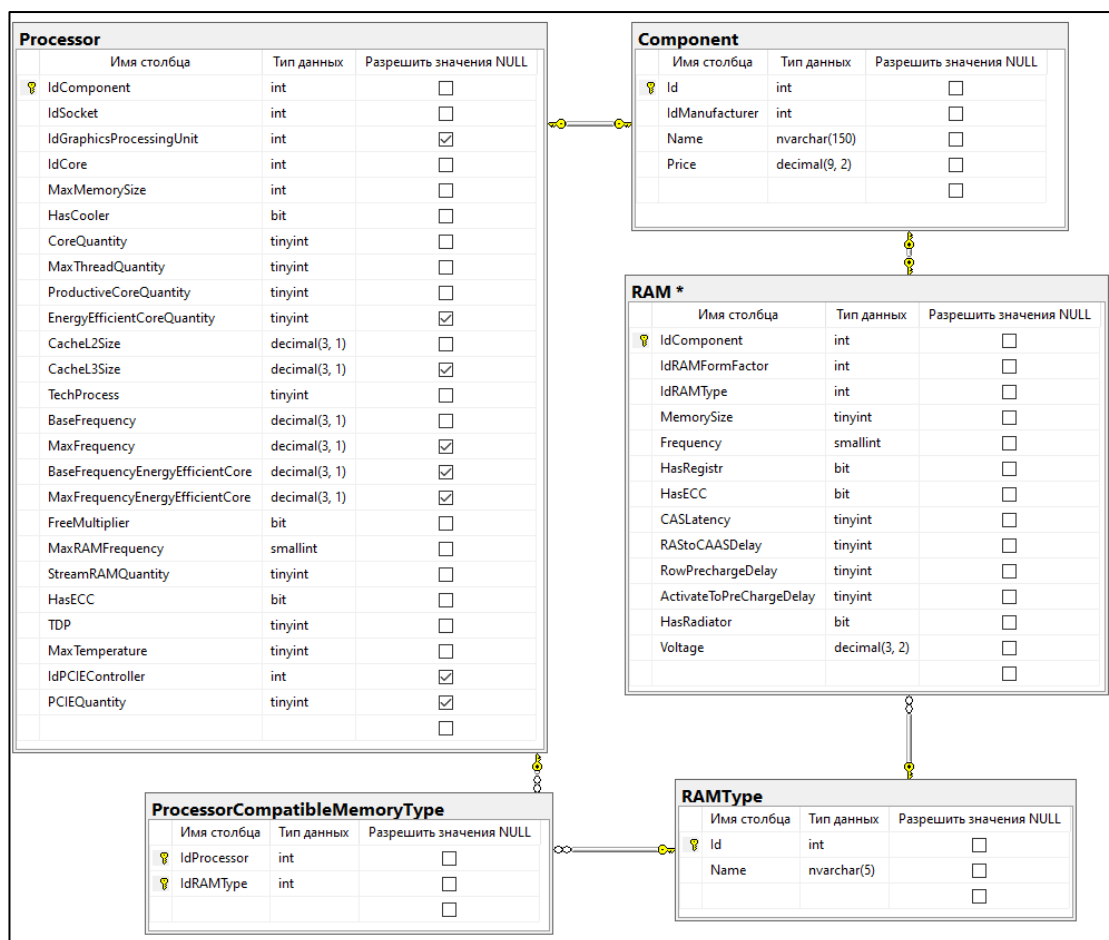 Processor
Имя столбца Тип данных Разрешить значения NULL
IdComponent int
IdSocket int
IdGraphicsProcessingUnit int
IdCore int
MaxMemorySize int
HasCooler bit
CoreQuantity tinyint
MaxThreadQuantity tinyint
ProductiveCoreQuantity tinyint
EnergyEfficientCoreQuantity tinyint
CacheL2Size decimal(3, 1)
CacheL3Size decimal(3, 1)
TechProcess tinyint
BaseFrequency decimal(3, 1)
MaxFrequency decimal(3, 1)
BaseFrequencyEnergyEfficientCore decimal(3, 1)
MaxFrequencyEnergyEfficientCore decimal(3, 1)
FreeMultiplier bit
MaxRAMFrequency smallint
StreamRAMQuantity tinyint
HasECC bit
TDP tinyint
MaxTemperature tinyint
IdPCIEController int
PCIEQuantity tinyint
Component
Имя столбца Тип данных Разрешить значения NULL
Id int
IdManufacturer int
Name nvarchar(150)
Price decimal(9, 2)
RAM *
Имя столбца Тип данных Разрешить значения NULL
IdComponent int
IdRAMFormFactor int
IdRAMType int
MemorySize tinyint
Frequency smallint
HasRegistr bit
HasECC bit
CASLatency tinyint
RAStoCAASDelay tinyint
RowPrechargeDelay tinyint
ActivateToPreChargeDelay tinyint
HasRadiator bit
Voltage decimal(3, 2)
ProcessorCompatibleMemoryType
Имя столбца Тип данных Разрешить значения NULL
IdProcessor int
IdRAMType int
RAMType
Имя столбца Тип данных Разрешить значения NULL
Id int
Name nvarchar(5)